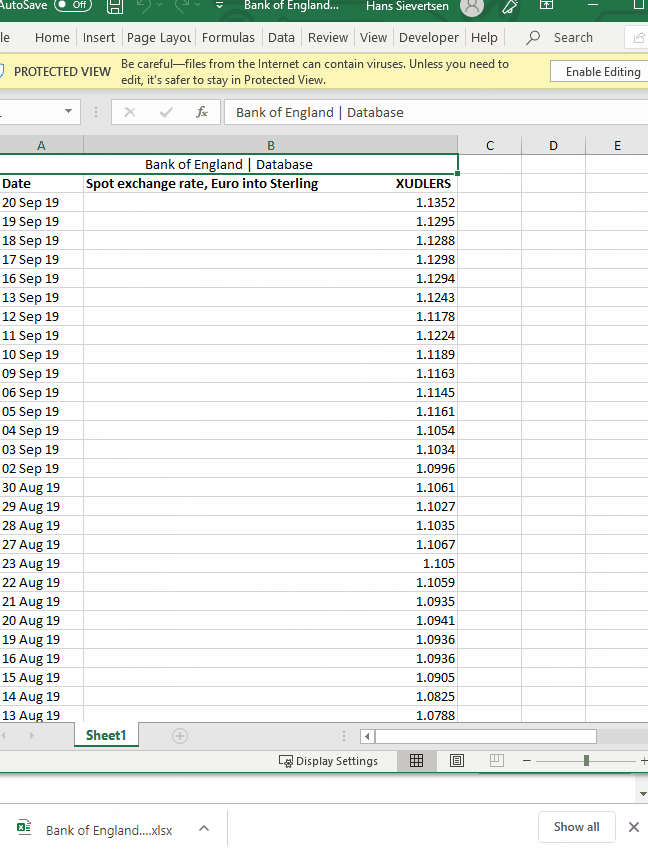 AutoSave Off Bank of England... Hans Sievertsen
Home Insert Page Layou Formulas Data Review View Developer Help Search
PROTECTED VIEW Be careful—files from the Internet can contain viruses. Unless you need to
edit, it's safer to stay in Protected View. Enable Editing
fx Bank of England | Database
A B C D E
Bank of England | Database
Date Spot exchange rate, Euro into Sterling XUDLERS
20 Sep 19 1.1352
19 Sep 19 1.1295
18 Sep 19 1.1288
17 Sep 19 1.1298
16 Sep 19 1.1294
13 Sep 19 1.1243
12 Sep 19 1.1178
11 Sep 19 1.1224
10 Sep 19 1.1189
09 Sep 19 1.1163
06 Sep 19 1.1145
05 Sep 19 1.1161
04 Sep 19 1.1054
03 Sep 19 1.1034
02 Sep 19 1.0996
30 Aug 19 1.1061
29 Aug 19 1.1027
28 Aug 19 1.1035
27 Aug 19 1.1067
23 Aug 19 1.105
22 Aug 19 1.1059
21 Aug 19 1.0935
20 Aug 19 1.0941
19 Aug 19 1.0936
16 Aug 19 1.0936
15 Aug 19 1.0905
14 Aug 19 1.0825
13 Aug 19 1.0788
Sheet1
Display Settings
Bank of England....xlsx Show all